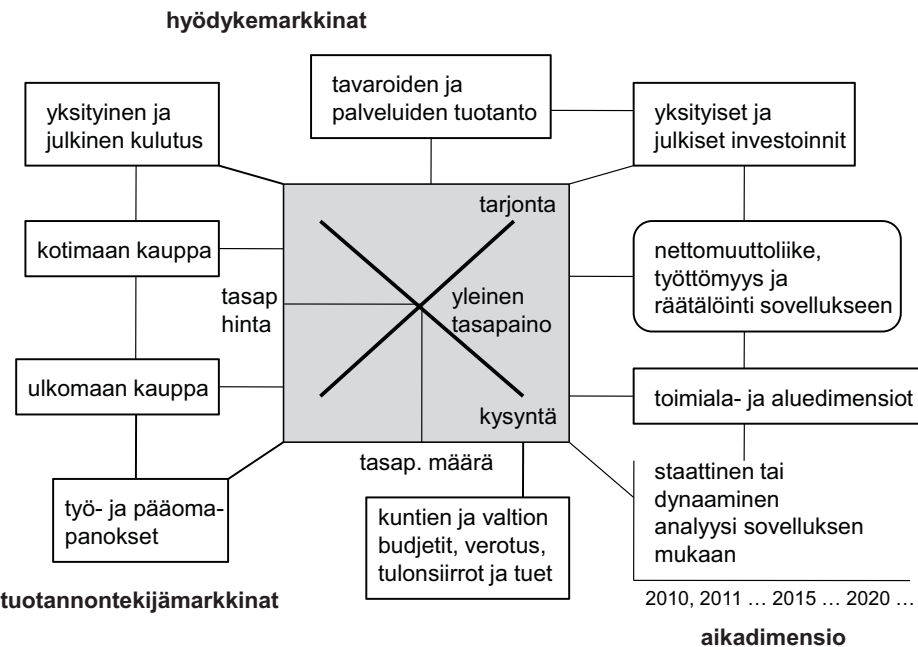 hyödykemarkkinat
yksityinen ja
julkinen kulutus
tavaroiden ja
palveluiden tuotanto
yksityiset ja
julkiset investoinnit
kotimaan kauppa
ulkomaan kauppa
työ- ja pääoma-
panokset
tuotannontekijämarkkinat
tarjonta
tasap
hinta
yleinen
tasapaino
kysyntä
tasap. määrä
kuntien ja valtion
budjetit, verotus,
tulonsiirrot ja tuet
nettomuuttoliike,
työttömyys ja
räätälöinti sovellukseen
toimiala- ja aluedimensiot
staattinen tai
dynaaminen
analyysi sovelluksen
mukaan
2010, 2011 … 2015 … 2020 …
aikadimensio